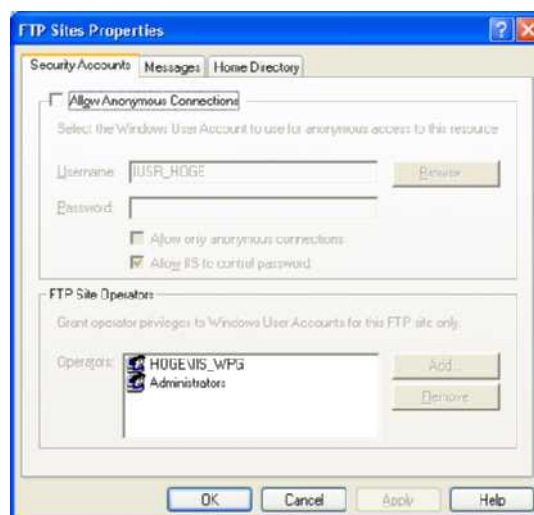 FTP Sites Properties
Security Accounts Messages Home Directory
Allow Anonymous Connections
Select the Windows User Account to use for anonymous access to this resource
Username: IUSR_HOGE Browse
Password:
Allow only anonymous connections
Allow IIS to control password
FTP Site Operators
Grant operator privileges to Windows User Accounts for this FTP site only.
Operators: HOGE\IIS_WPG Add...
Administrators
Remove
OK Cancel Apply Help